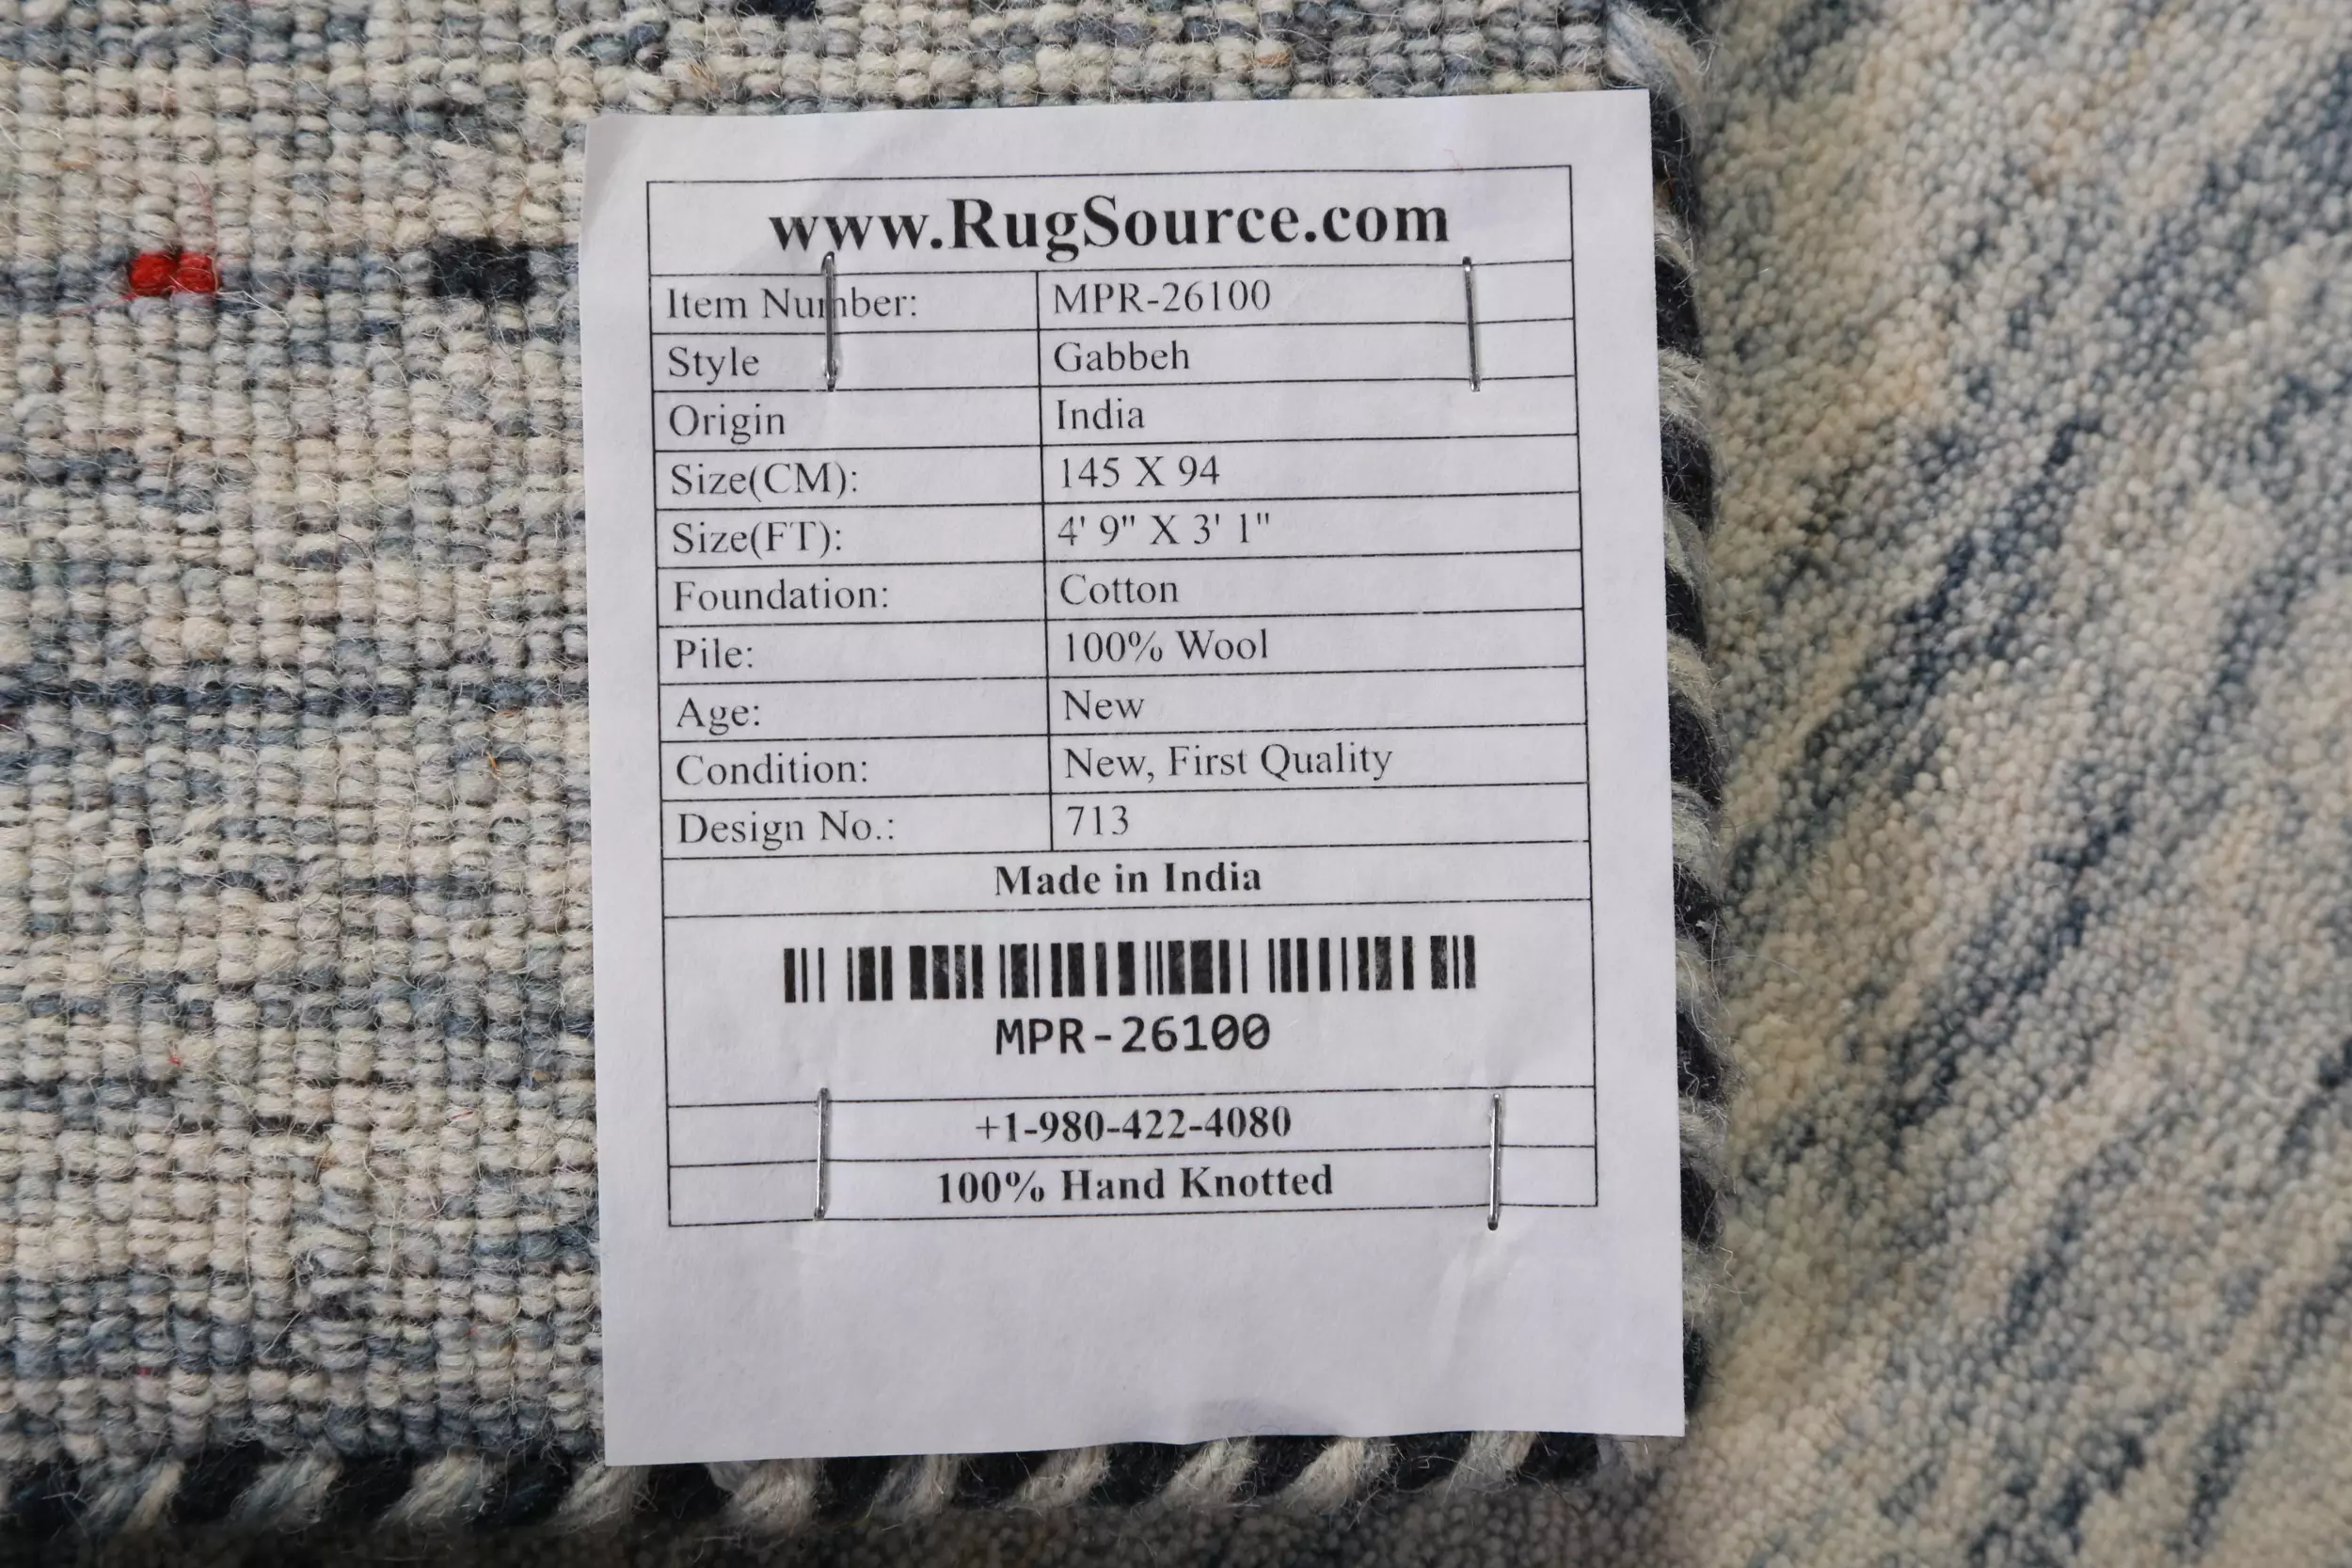 www.RugSource.com
Item Number: MPR-26100
Style Gabbeh
Origin India
Size(CM): 145 X 94
Size(FT): 4' 9" X 3' 1"
Foundation: Cotton
Pile: 100% Wool
Age: New
Condition: New, First Quality
Design No.: 713
Made in India
MPR-26100
+1-980-422-4080
100% Hand Knotted